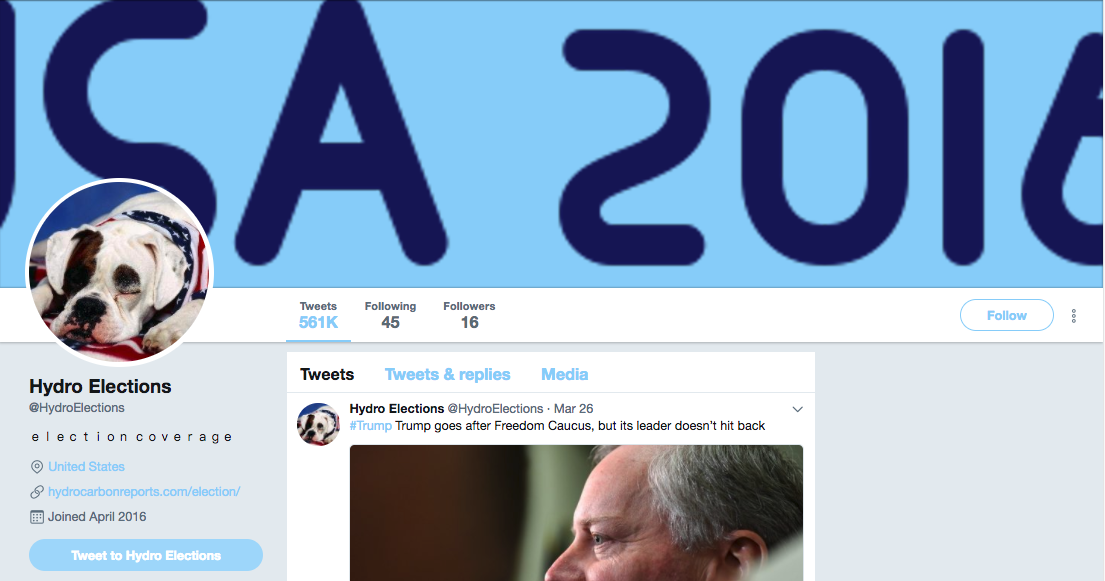 USA 2016
Tweets Following Followers
561K 45 16
Follow
Hydro Elections
@HydroElections
e l e c t i o n c o v e r a g e
United States
hydrocarbonreports.com/election/
Joined April 2016
Tweet to Hydro Elections
Tweets Tweets & replies Media
Hydro Elections @HydroElections · Mar 26
#Trump Trump goes after Freedom Caucus, but its leader doesn't hit back